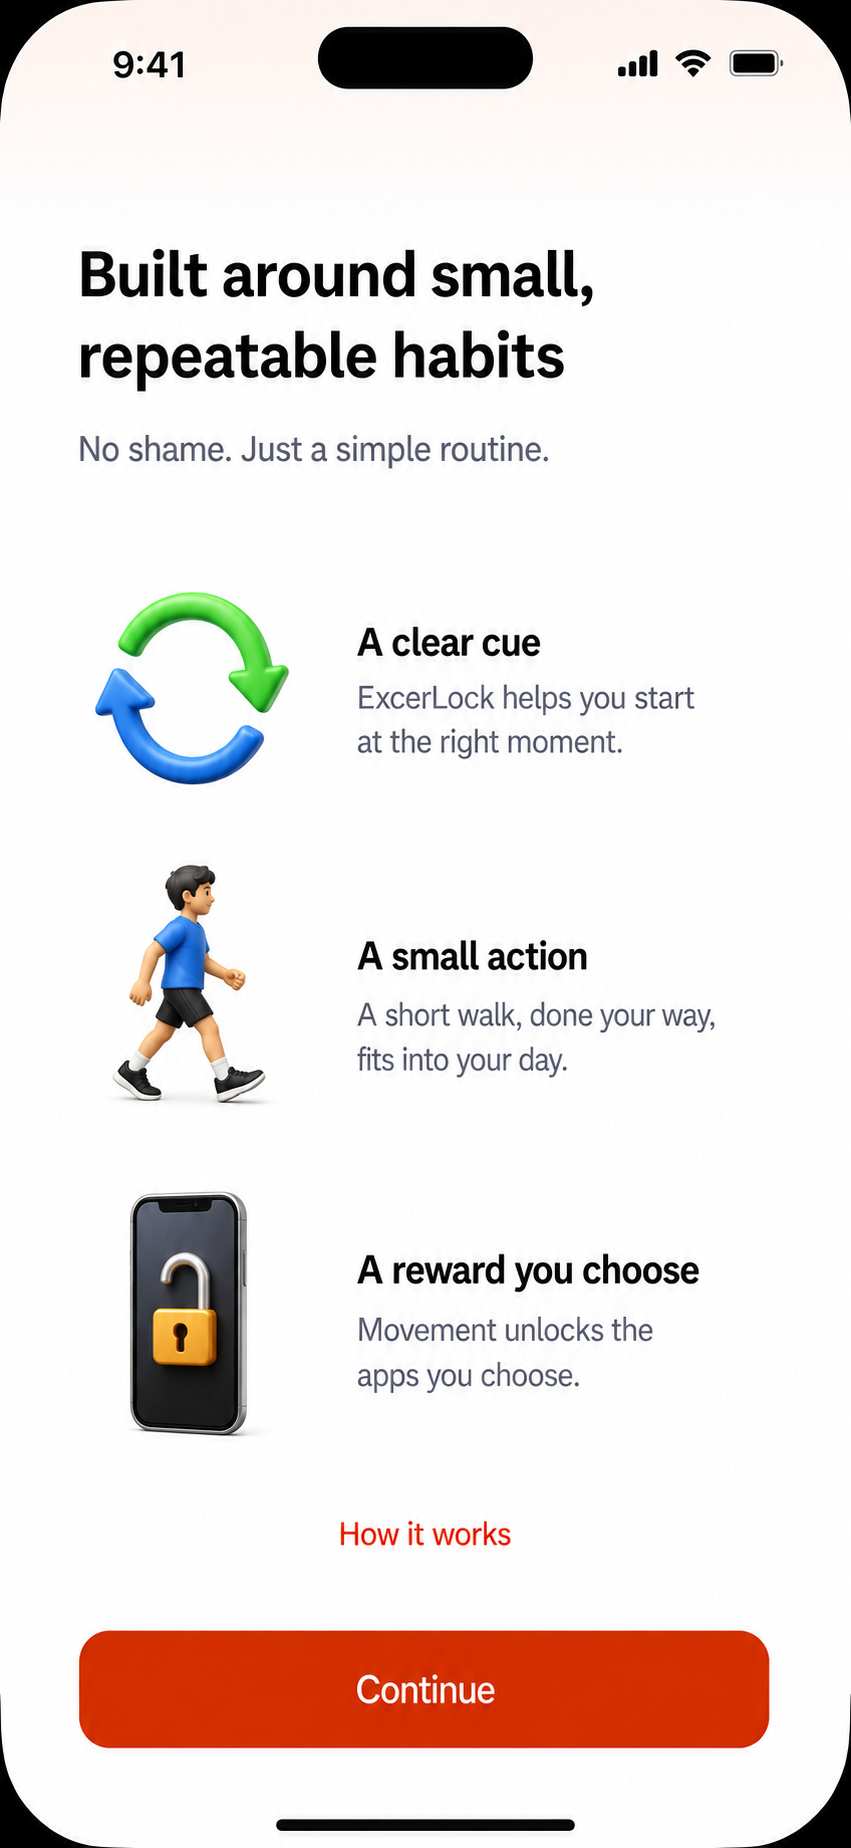 9:41
Built around small,
repeatable habits
No shame. Just a simple routine.
A clear cue
ExcerLock helps you start
at the right moment.
A small action
A short walk, done your way,
fits into your day.
A reward you choose
Movement unlocks the
apps you choose.
How it works
Continue